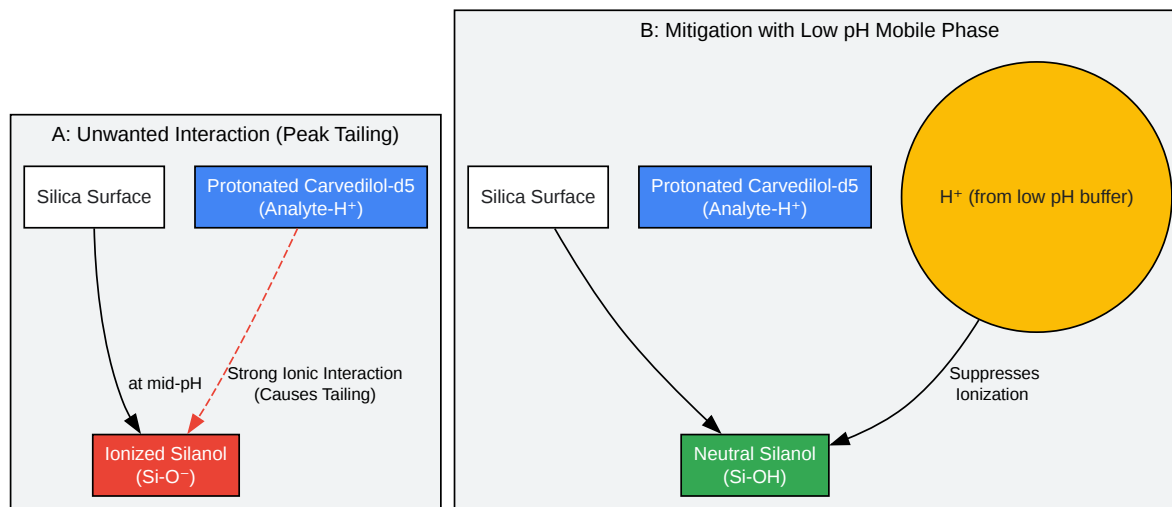 A: Unwanted Interaction (Peak Tailing)
Silica Surface
Protonated Carvedilol-d5
(Analyte-H⁺)
at mid-pH
Strong Ionic Interaction
(Causes Tailing)
Ionized Silanol
(Si-O⁻)
B: Mitigation with Low pH Mobile Phase
Silica Surface
Protonated Carvedilol-d5
(Analyte-H⁺)
H⁺ (from low pH buffer)
Suppresses
Ionization
Neutral Silanol
(Si-OH)